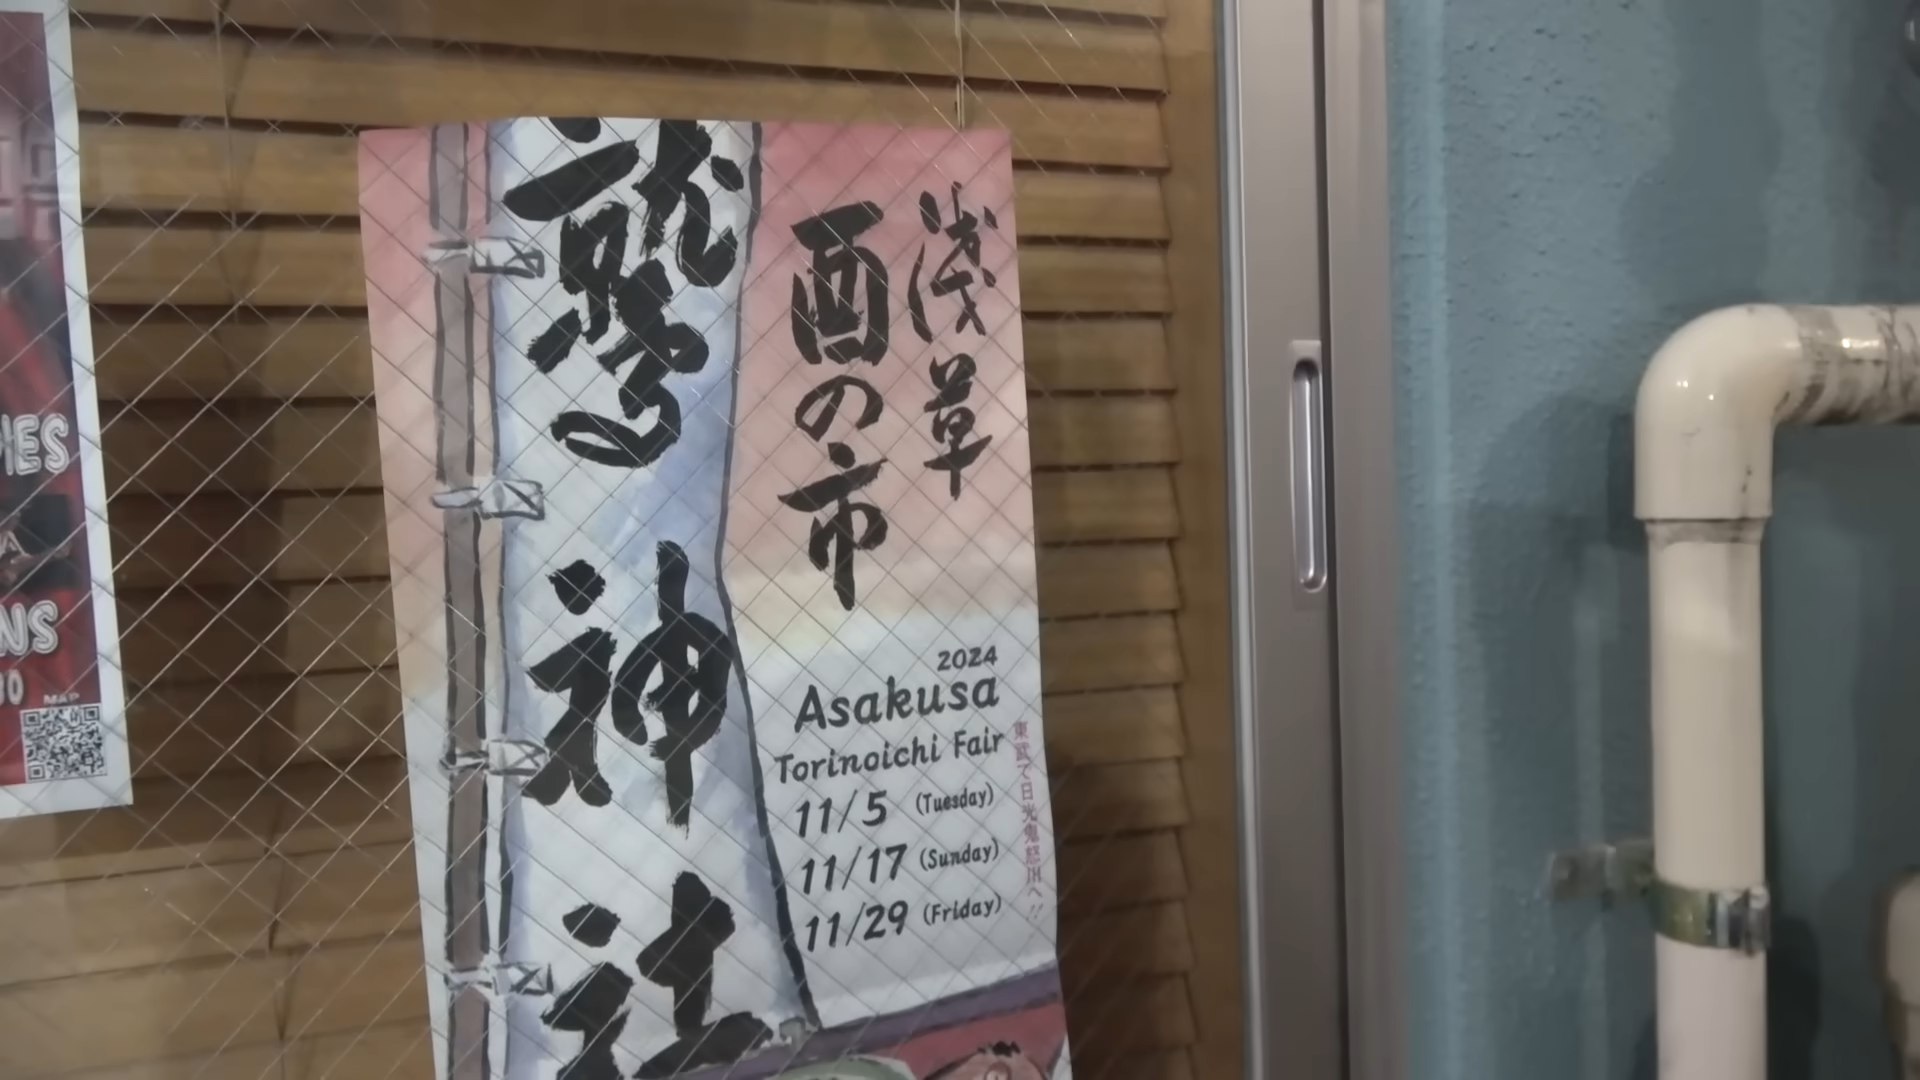 鷲神社
浅草
酉の市
2024
Asakusa
Torinoichi Fair
11/5 (Tuesday)
11/17 (Sunday)
11/29 (Friday)
東武で日光鬼怒川へ!!
NS
MAP